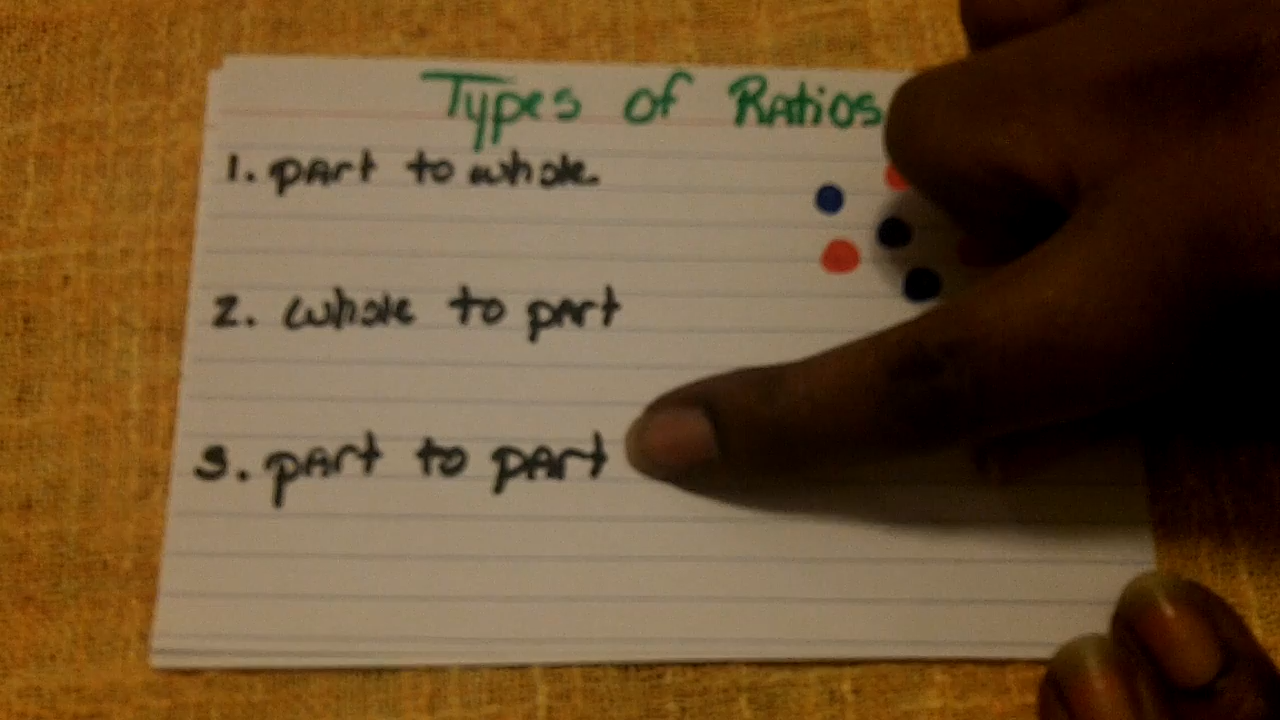 Types of Ratios
1. part to whole
2. whole to part
3. part to part